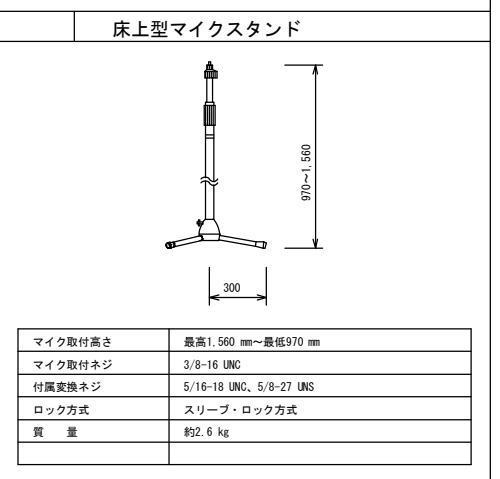 床上型マイクスタンド
970～1,560
300
マイク取付高さ 最高1,560 mm～最低970 mm
マイク取付ネジ 3/8-16 UNC
付属変換ネジ 5/16-18 UNC、5/8-27 UNS
ロック方式 スリーブ・ロック方式
質　量 約2.6 kg